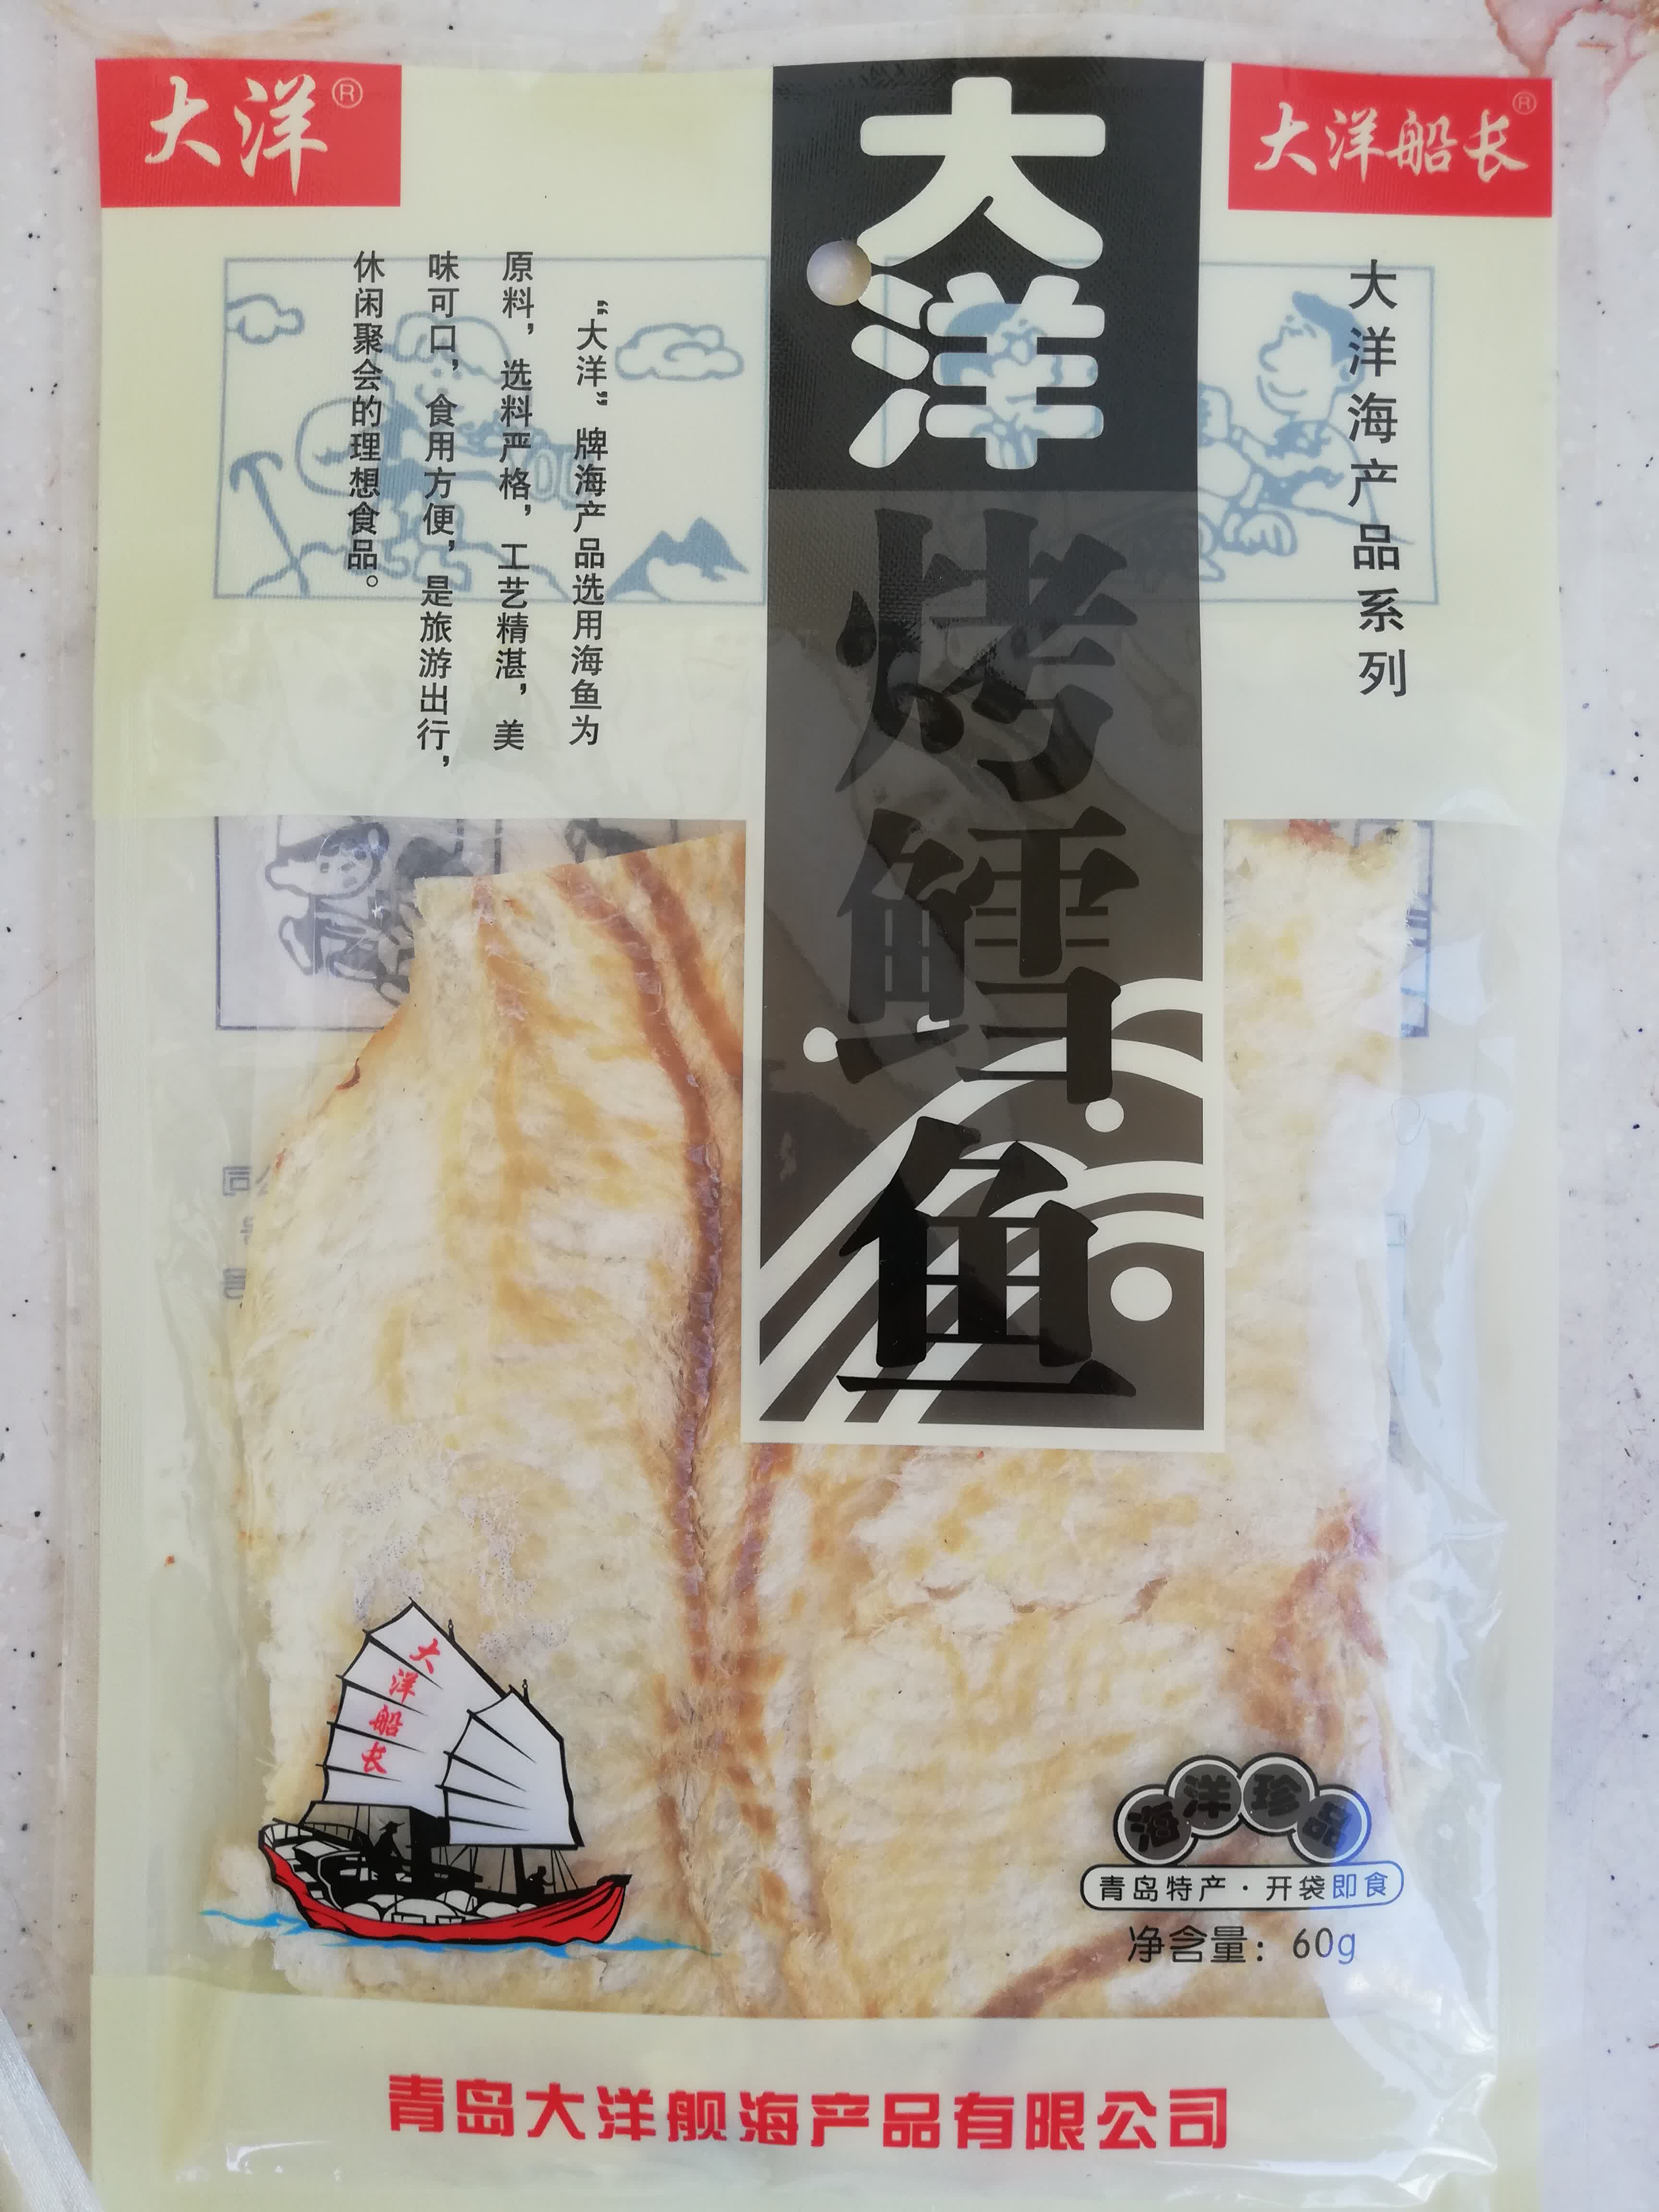 大洋®
大洋船长®
大洋
烤鳕鱼
大洋海产品系列
“大洋”牌海产品选用海鱼为
原料，选料严格，工艺精湛，美
味可口，食用方便，是旅游出行，
休闲聚会的理想食品。
大洋船长
海洋珍品
青岛特产·开袋即食
净含量：60g
青岛大洋舰海产品有限公司